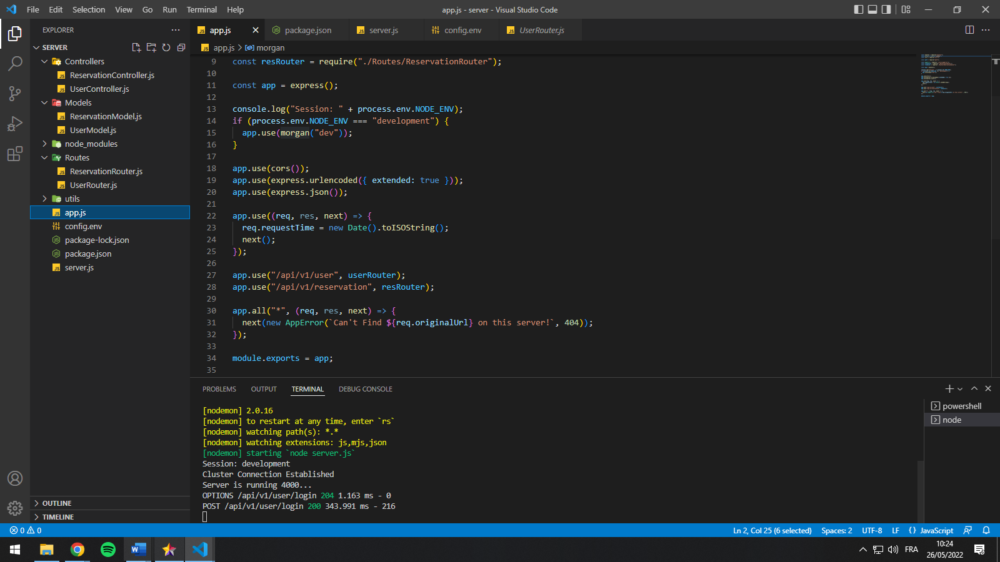 File Edit Selection View Go Run Terminal Help
app.js - server - Visual Studio Code
EXPLORER
SERVER
Controllers
ReservationController.js
UserController.js
Models
ReservationModel.js
UserModel.js
node_modules
Routes
ReservationRouter.js
UserRouter.js
utils
app.js
config.env
package-lock.json
package.json
server.js
OUTLINE
TIMELINE
app.js package.json server.js config.env UserRouter.js
app.js > morgan
9 const resRouter = require("./Routes/ReservationRouter");
10
11 const app = express();
12
13 console.log("Session: " + process.env.NODE_ENV);
14 if (process.env.NODE_ENV === "development") {
15 app.use(morgan("dev"));
16 }
17
18 app.use(cors());
19 app.use(express.urlencoded({ extended: true }));
20 app.use(express.json());
21
22 app.use((req, res, next) => {
23 req.requestTime = new Date().toISOString();
24 next();
25 });
26
27 app.use("/api/v1/user", userRouter);
28 app.use("/api/v1/reservation", resRouter);
29
30 app.all("*", (req, res, next) => {
31 next(new AppError(`Can't Find ${req.originalUrl} on this server!`, 404));
32 });
33
34 module.exports = app;
35
PROBLEMS OUTPUT TERMINAL DEBUG CONSOLE
[nodemon] 2.0.16
[nodemon] to restart at any time, enter `rs`
[nodemon] watching path(s): *.*
[nodemon] watching extensions: js,mjs,json
[nodemon] starting `node server.js`
Session: development
Cluster Connection Established
Server is running 4000...
OPTIONS /api/v1/user/login 204 1.163 ms - 0
POST /api/v1/user/login 200 343.991 ms - 216
powershell
node
0 0
Ln 2, Col 25 (6 selected) Spaces: 2 UTF-8 LF {} JavaScript
FRA
10:24
26/05/2022